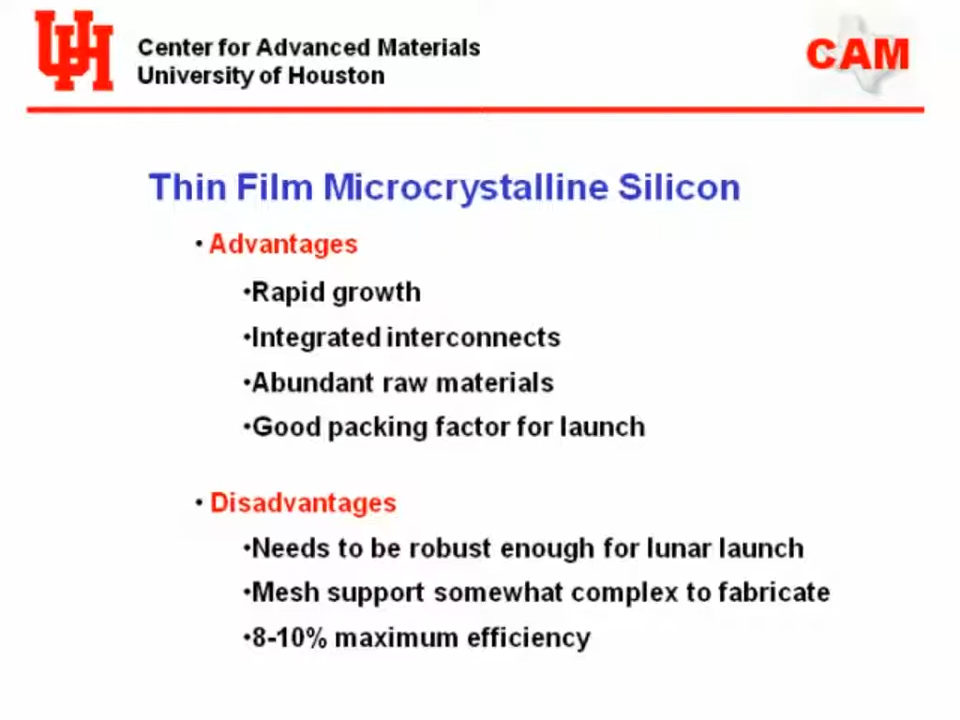 UH
Center for Advanced Materials
University of Houston
CAM
Thin Film Microcrystalline Silicon
• Advantages
•Rapid growth
•Integrated interconnects
•Abundant raw materials
•Good packing factor for launch
• Disadvantages
•Needs to be robust enough for lunar launch
•Mesh support somewhat complex to fabricate
•8-10% maximum efficiency